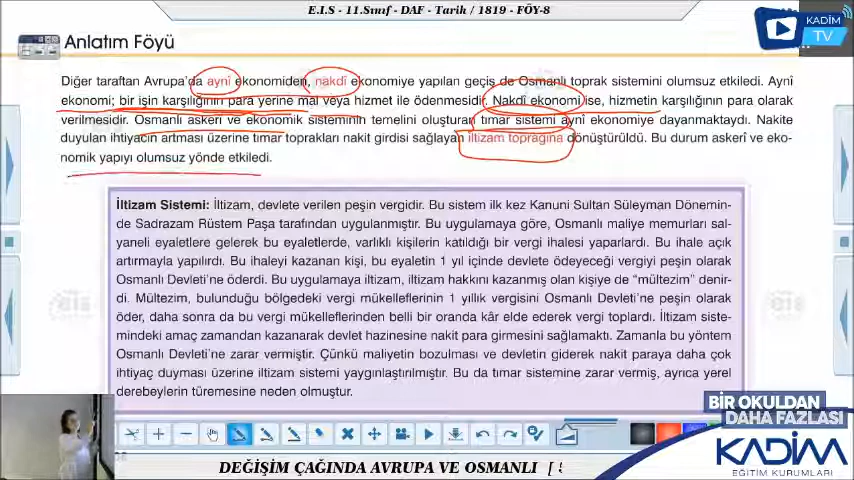 E.I.S - 11.Sınıf - DAF - Tarih / 1819 - FÖY-8
KADİM
TV
Anlatım Föyü
Diğer taraftan Avrupa'da aynî ekonomiden, nakdî ekonomiye yapılan geçiş de Osmanlı toprak sistemini olumsuz etkiledi. Aynî
ekonomi; bir işin karşılığının para yerine mal veya hizmet ile ödenmesidir. Nakdî ekonomi ise, hizmetin karşılığının para olarak
verilmesidir. Osmanlı askerî ve ekonomik sisteminin temelini oluşturan tımar sistemi aynî ekonomiye dayanmaktaydı. Nakite
duyulan ihtiyacın artması üzerine tımar toprakları nakit girdisi sağlayan iltizam toprağına dönüştürüldü. Bu durum askerî ve eko-
nomik yapıyı olumsuz yönde etkiledi.
İltizam Sistemi: İltizam, devlete verilen peşin vergidir. Bu sistem ilk kez Kanuni Sultan Süleyman Dönemin-
de Sadrazam Rüstem Paşa tarafından uygulanmıştır. Bu uygulamaya göre, Osmanlı maliye memurları sal-
yaneli eyaletlere gelerek bu eyaletlerde, varlıklı kişilerin katıldığı bir vergi ihalesi yaparlardı. Bu ihale açık
artırmayla yapılırdı. Bu ihaleyi kazanan kişi, bu eyaletin 1 yıl içinde devlete ödeyeceği vergiyi peşin olarak
Osmanlı Devleti'ne öderdi. Bu uygulamaya iltizam, iltizam hakkını kazanmış olan kişiye de “mültezim” denir-
di. Mültezim, bulunduğu bölgedeki vergi mükelleflerinin 1 yıllık vergisini Osmanlı Devleti'ne peşin olarak
öder, daha sonra da bu vergi mükelleflerinden belli bir oranda kâr elde ederek vergi toplardı. İltizam siste-
mindeki amaç zamandan kazanarak devlet hazinesine nakit para girmesini sağlamaktı. Zamanla bu yöntem
Osmanlı Devleti'ne zarar vermiştir. Çünkü maliyetin bozulması ve devletin giderek nakit paraya daha çok
ihtiyaç duyması üzerine iltizam sistemi yaygınlaştırılmıştır. Bu da tımar sistemine zarar vermiş, ayrıca yerel
derebeylerin türemesine neden olmuştur.
BİR OKULDAN
DAHA FAZLASI
KADİM
EĞİTİM KURUMLARI
DEĞİŞİM ÇAĞINDA AVRUPA VE OSMANLI [ 5